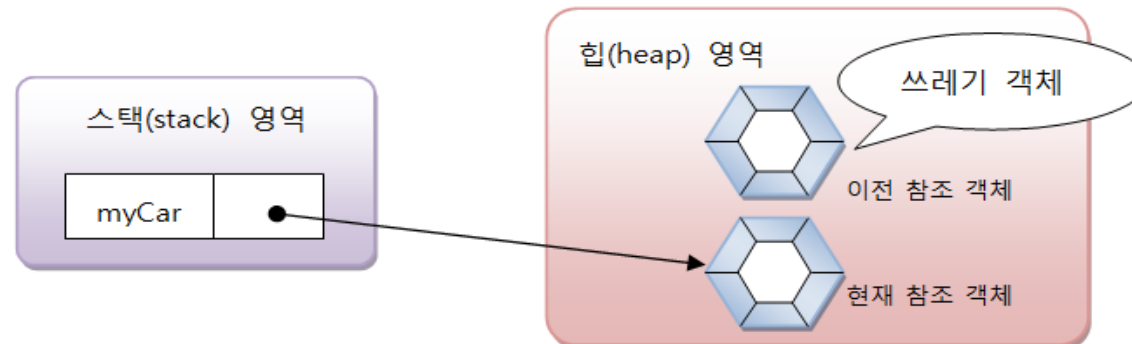 스택(stack) 영역
myCar
힙(heap) 영역
쓰레기 객체
이전 참조 객체
현재 참조 객체